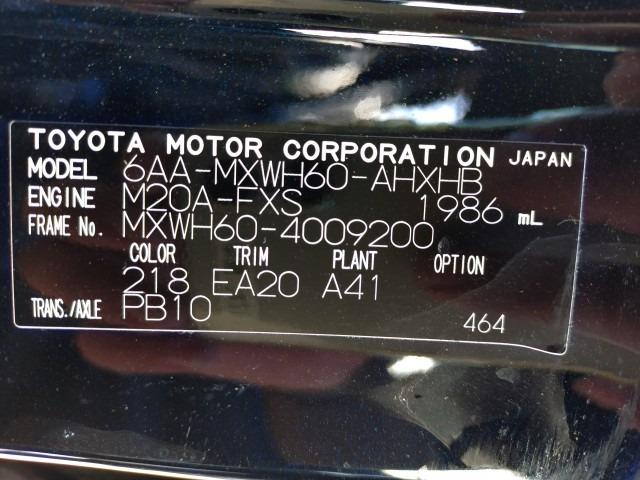 TOYOTA MOTOR CORPORATION JAPAN
MODEL 6AA-MXWH60-AHXHB
ENGINE M20A-FXS 1986 mL
FRAME No. MXWH60-4009200
COLOR TRIM PLANT OPTION
218 EA20 A41
TRANS./AXLE PB10
464